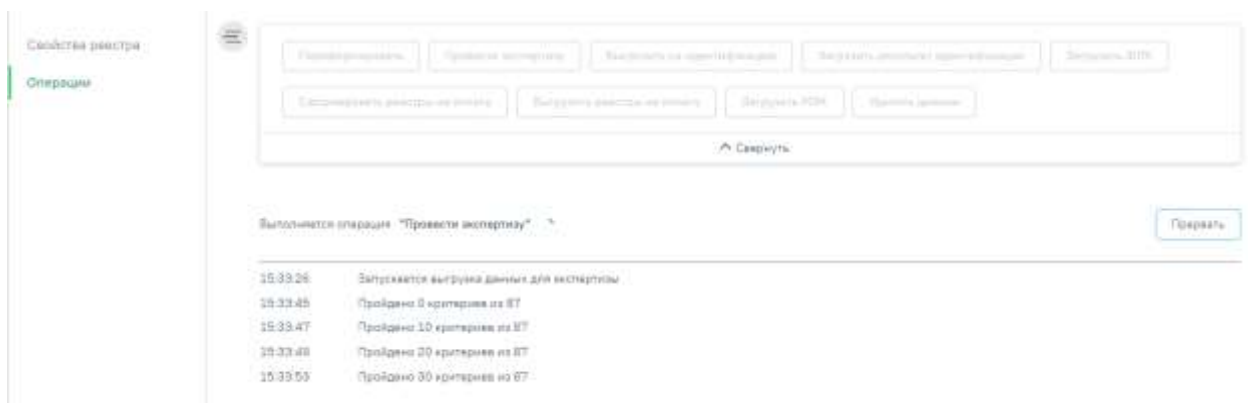 Свойства реестра
Операции
Переформировать Провести экспертизу Выгрузить на идентификацию Загрузить результат идентификации Загрузить ФЛК
Сформировать реестры на оплату Выгрузить реестры на оплату Загрузить МЭК Удалить данные
Свернуть
Выполняется операция "Провести экспертизу" Прервать
15:33:26 Запускается выгрузка данных для экспертизы
15:33:45 Пройдено 0 критериев из 87
15:33:47 Пройдено 10 критериев из 87
15:33:48 Пройдено 20 критериев из 87
15:33:53 Пройдено 30 критериев из 87